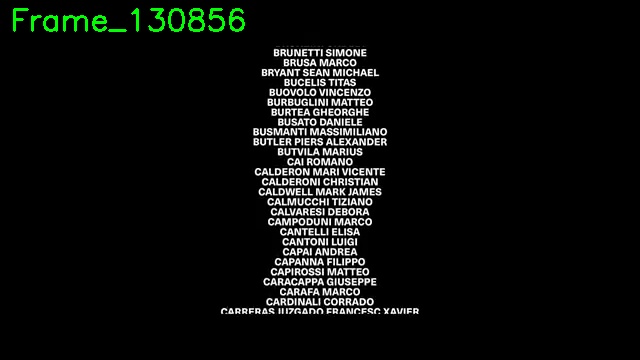 Frame_130856
BRUNETTI SIMONE
BRUSA MARCO
BRYANT SEAN MICHAEL
BUCELIS TITAS
BUOVOLO VINCENZO
BURBUGLINI MATTEO
BURTEA GHEORGHE
BUSATO DANIELE
BUSMANTI MASSIMILIANO
BUTLER PIERS ALEXANDER
BUTVILA MARIUS
CAI ROMANO
CALDERON MARI VICENTE
CALDERONI CHRISTIAN
CALDWELL MARK JAMES
CALMUCCHI TIZIANO
CALVARESI DEBORA
CAMPODUNI MARCO
CANTELLI ELISA
CANTONI LUIGI
CAPAI ANDREA
CAPANNA FILIPPO
CAPIROSSI MATTEO
CARACAPPA GIUSEPPE
CARAFA MARCO
CARDINALI CORRADO
CARRERAS JUZGADO FRANCESC XAVIER